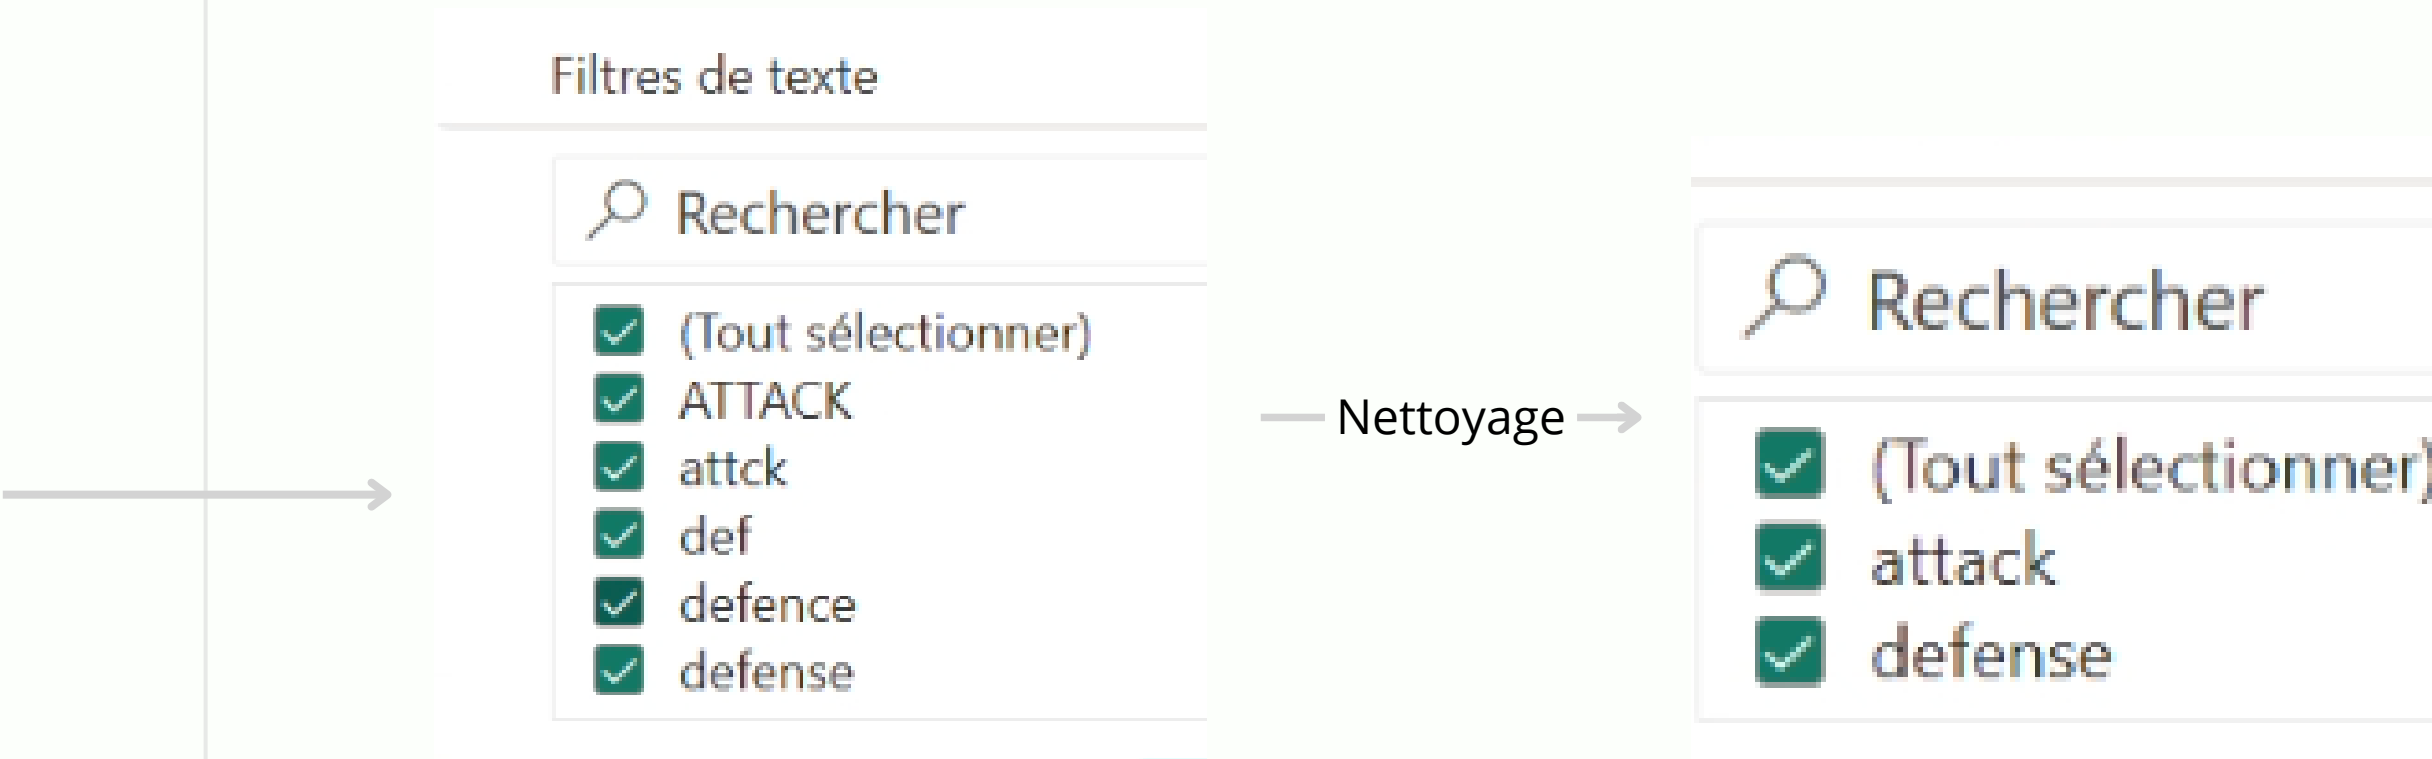 Filtres de texte
Rechercher
(Tout sélectionner)
ATTACK
attck
def
defence
defense
Nettoyage
Rechercher
(Tout sélectionner)
attack
defense